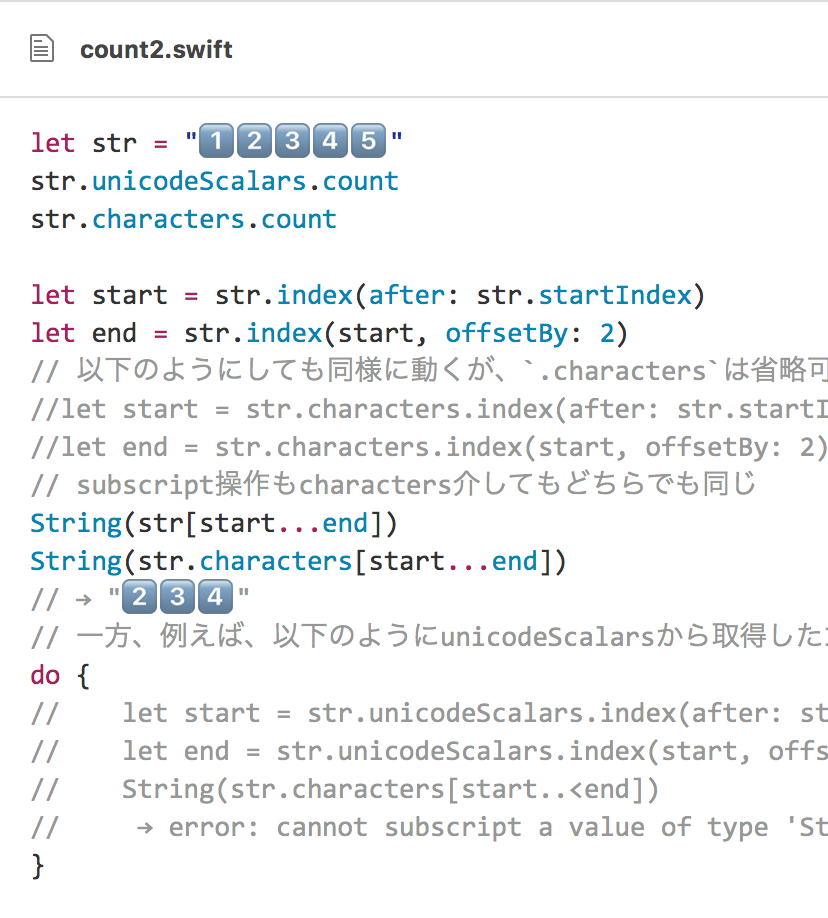 count2.swift
let str = "1️⃣2️⃣3️⃣4️⃣5️⃣"
str.unicodeScalars.count
str.characters.count
let start = str.index(after: str.startIndex)
let end = str.index(start, offsetBy: 2)
// 以下のようにしても同様に動くが、`.characters`は省略可
//let start = str.characters.index(after: str.startI
//let end = str.characters.index(start, offsetBy: 2)
// subscript操作もcharacters介してもどちらでも同じ
String(str[start...end])
String(str.characters[start...end])
// → "2️⃣3️⃣4️⃣"
// 一方、例えば、以下のようにunicodeScalarsから取得した
do {
//    let start = str.unicodeScalars.index(after: st
//    let end = str.unicodeScalars.index(start, offs
//    String(str.characters[start..<end])
//     → error: cannot subscript a value of type 'St
}